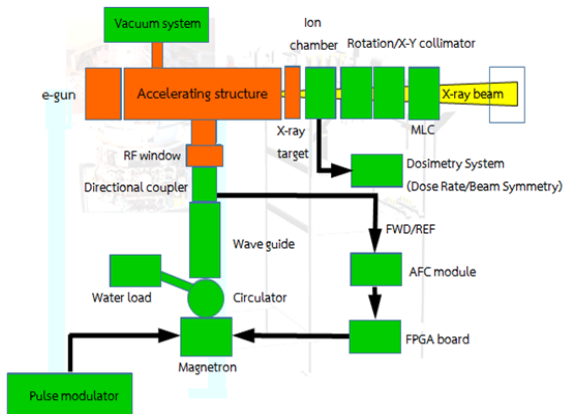 Vacuum system
Ion
chamber
Rotation/X-Y collimator
e-gun
Accelerating structure
X-ray beam
X-ray
target
MLC
RF window
Directional coupler
Dosimetry System
(Dose Rate/Beam Symmetry)
FWD/REF
Wave guide
AFC module
Water load
Circulator
FPGA board
Magnetron
Pulse modulator